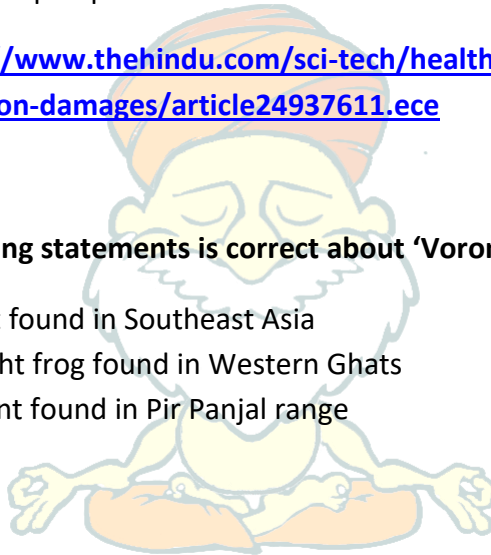 /www.thehindu.com/sci-tech/health
on-damages/article24937611.ece
ng statements is correct about ‘Voron
found in Southeast Asia
ht frog found in Western Ghats
nt found in Pir Panjal range